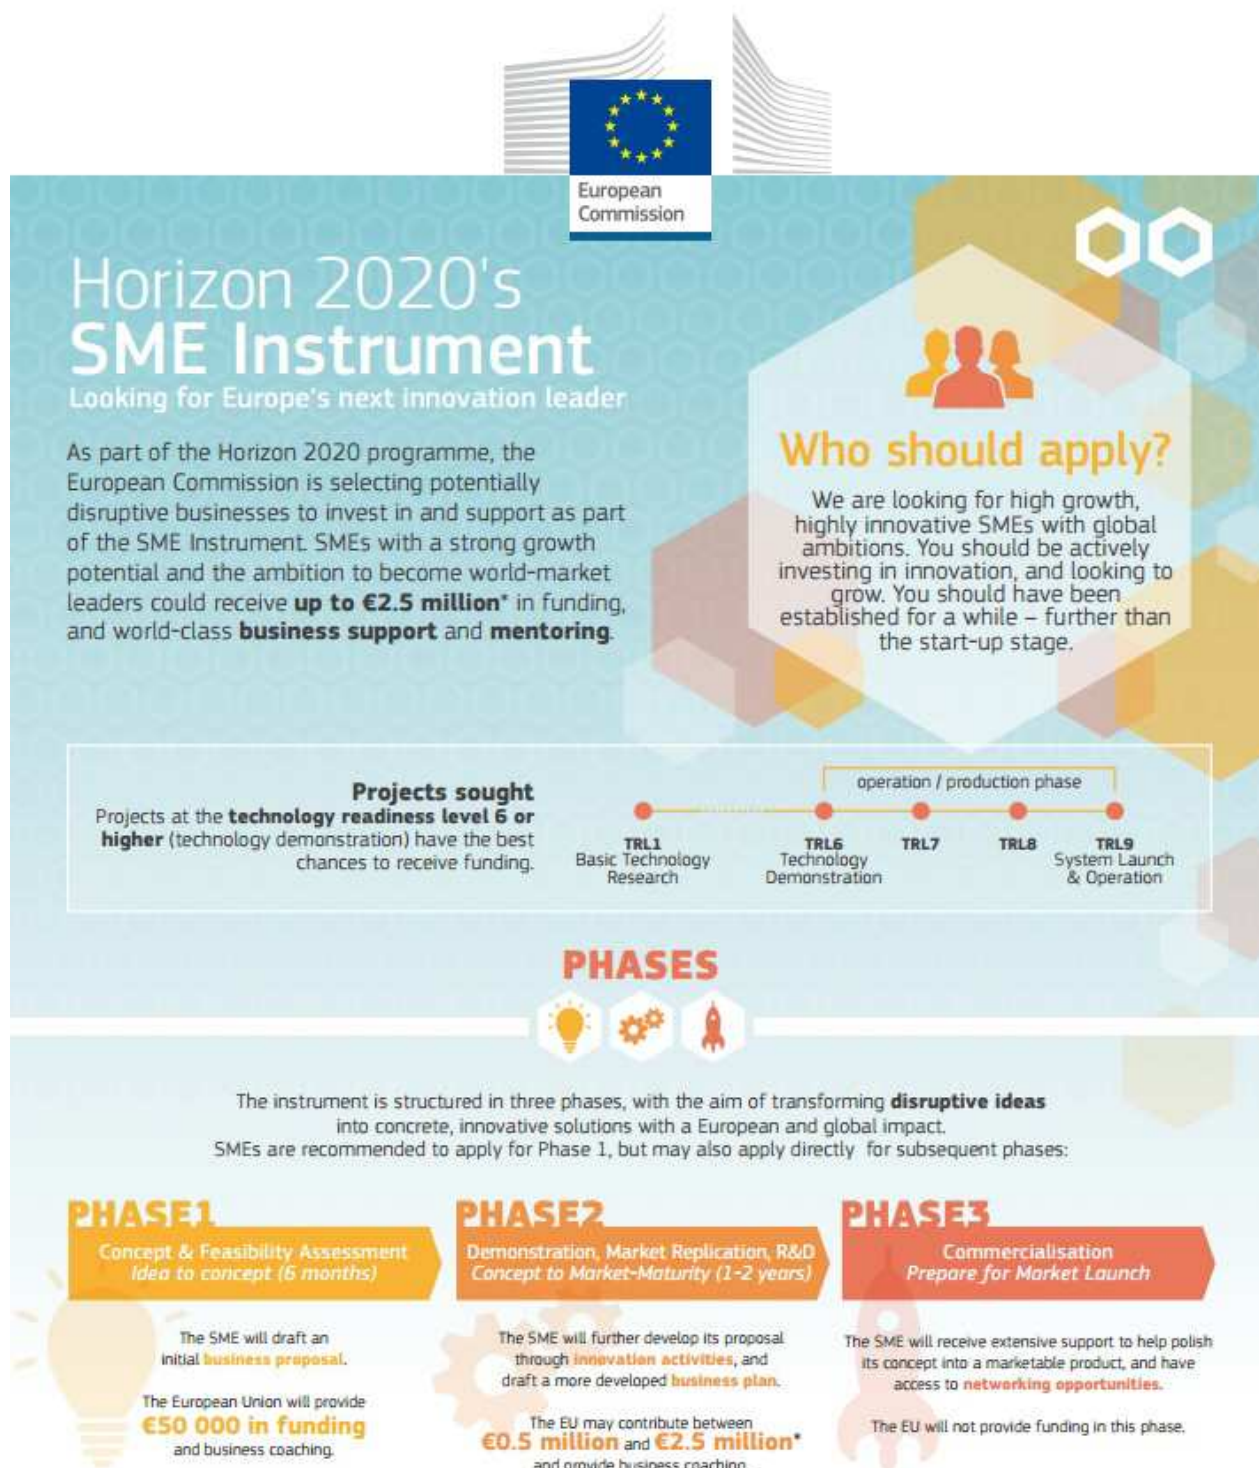 European
Commission
Horizon 2020's
SME Instrument
Looking for Europe's next innovation leader
As part of the Horizon 2020 programme, the
European Commission is selecting potentially
disruptive businesses to invest in and support as part
of the SME Instrument. SMEs with a strong growth
potential and the ambition to become world-market
leaders could receive up to €2.5 million* in funding,
and world-class business support and mentoring.
Who should apply?
We are looking for high growth,
highly innovative SMEs with global
ambitions. You should be actively
investing in innovation, and looking to
grow. You should have been
established for a while – further than
the start-up stage.
Projects sought
Projects at the technology readiness level 6 or
higher (technology demonstration) have the best
chances to receive funding.
operation / production phase
TRL1
Basic Technology
Research
TRL6
Technology
Demonstration
TRL7
TRL8
TRL9
System Launch
& Operation
PHASES
The instrument is structured in three phases, with the aim of transforming disruptive ideas
into concrete, innovative solutions with a European and global impact.
SMEs are recommended to apply for Phase 1, but may also apply directly for subsequent phases:
PHASE1
Concept & Feasibility Assessment
Idea to concept (6 months)
The SME will draft an
initial business proposal.
The European Union will provide
€50 000 in funding
and business coaching.
PHASE2
Demonstration, Market Replication, R&D
Concept to Market-Maturity (1-2 years)
The SME will further develop its proposal
through innovation activities, and
draft a more developed business plan.
The EU may contribute between
€0.5 million and €2.5 million*
and provide business coaching
PHASE3
Commercialisation
Prepare for Market Launch
The SME will receive extensive support to help polish
its concept into a marketable product, and have
access to networking opportunities.
The EU will not provide funding in this phase.